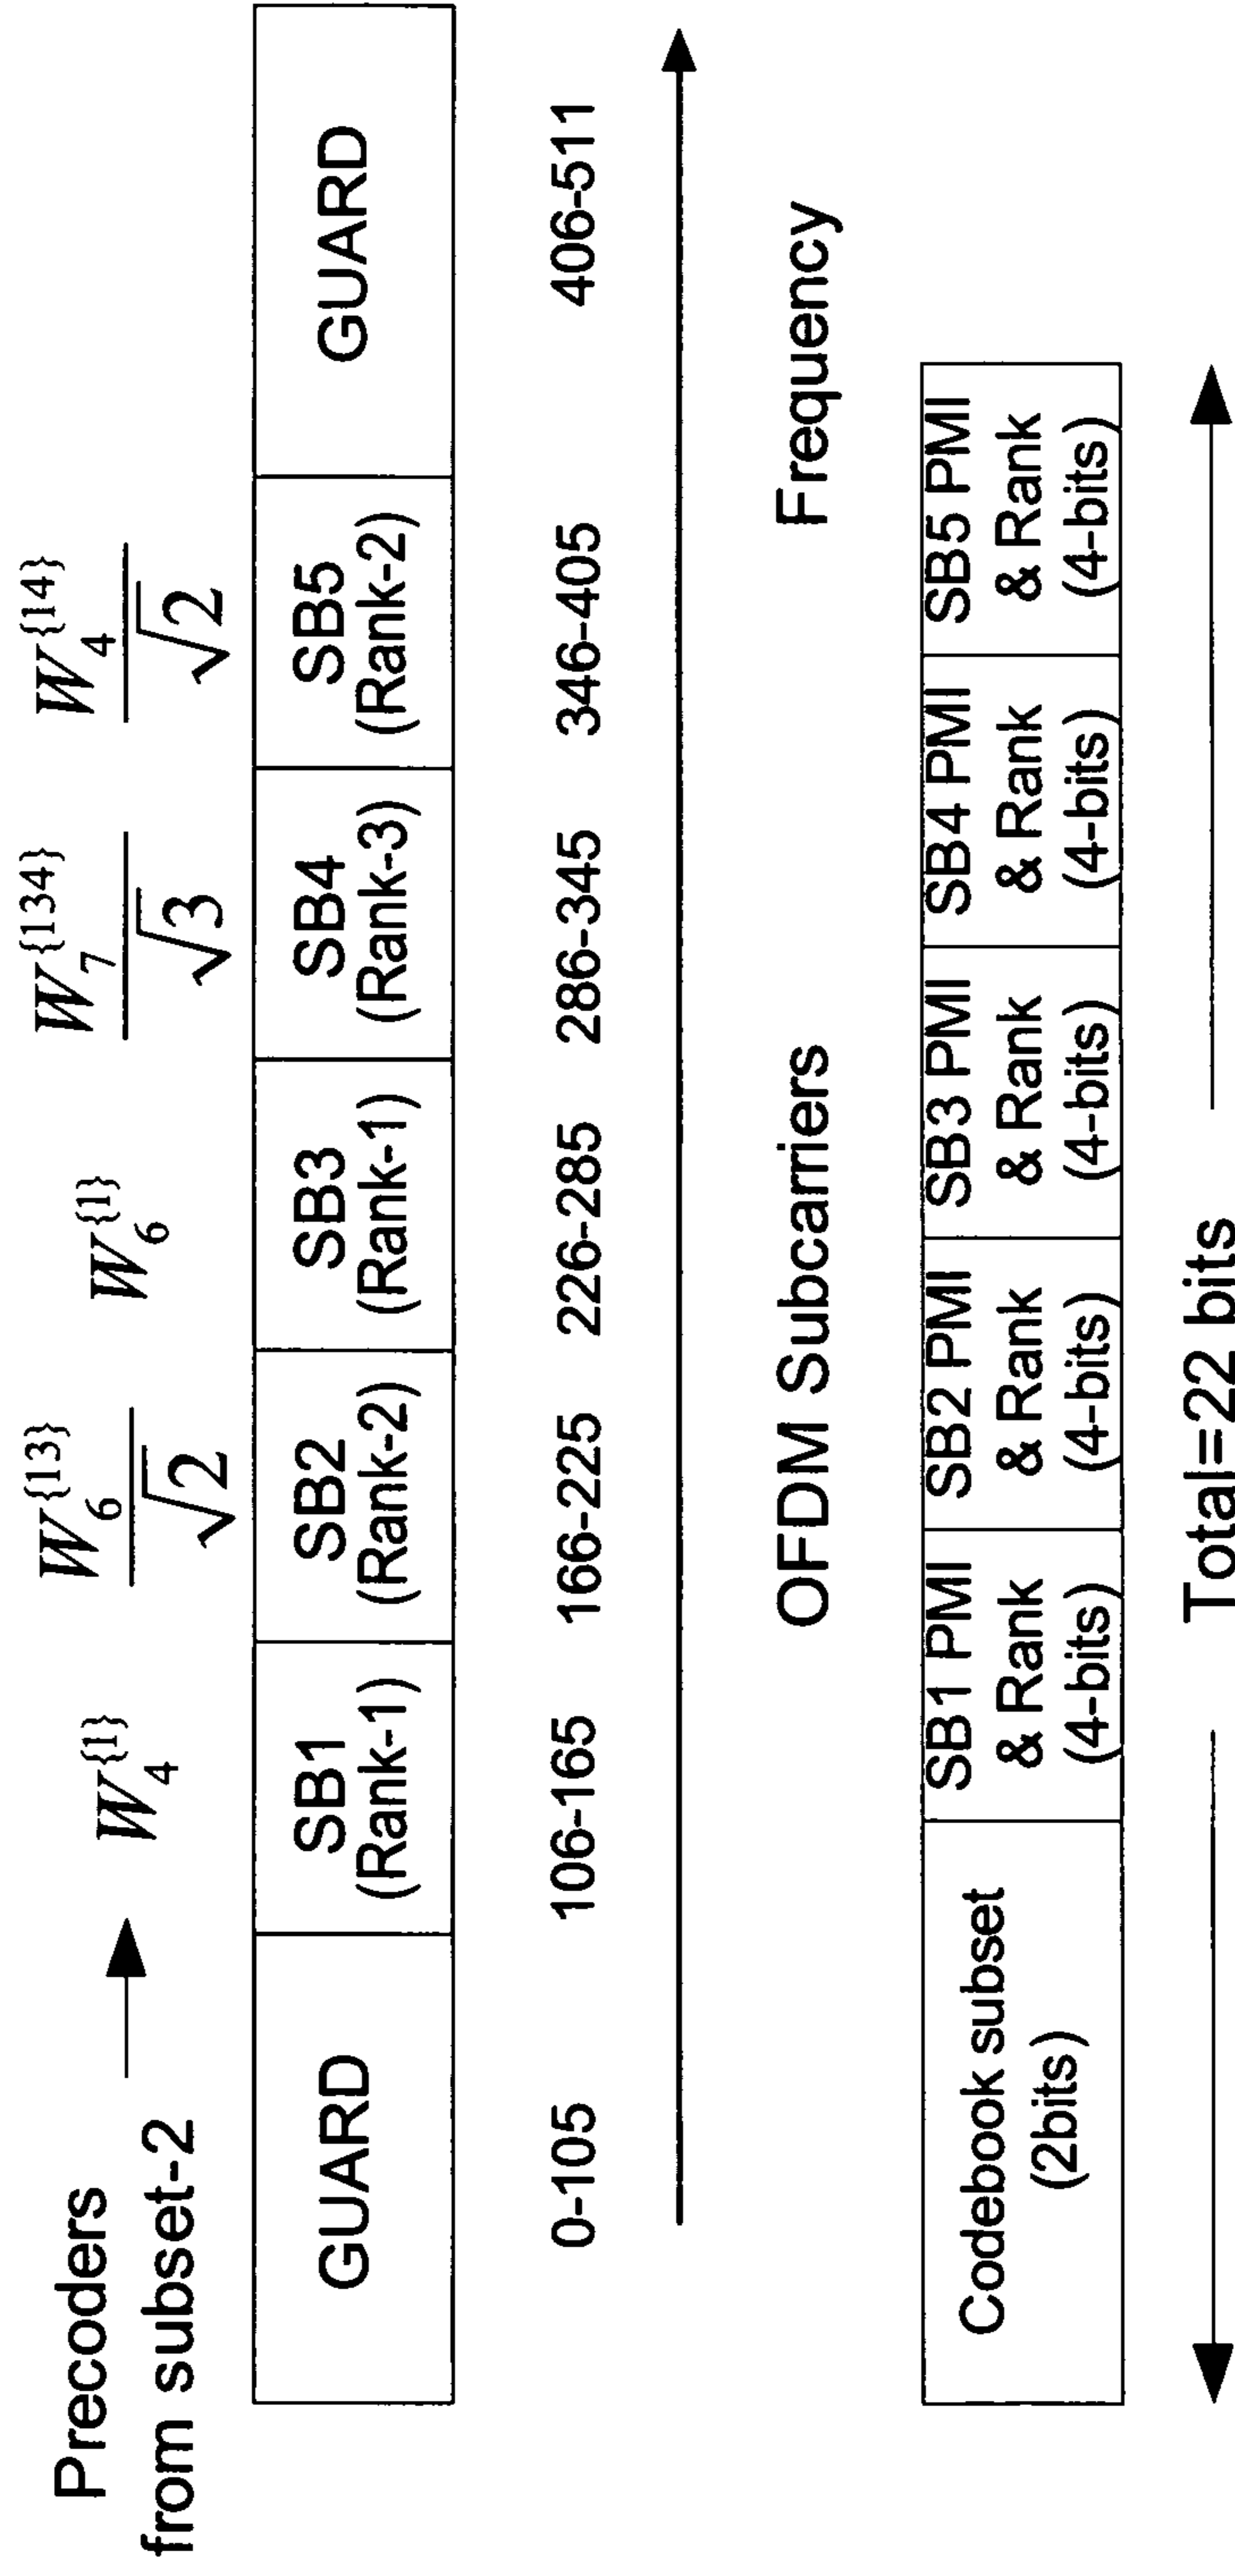 Precoders
from subset-2
W_4^{1}
W_6^{13}/√2
W_6^{1}
W_7^{134}/√3
W_4^{14}/√2
GUARD
SB1
(Rank-1)
SB2
(Rank-2)
SB3
(Rank-1)
SB4
(Rank-3)
SB5
(Rank-2)
GUARD
0-105
106-165
166-225
226-285
286-345
346-405
406-511
OFDM Subcarriers
Frequency
Codebook subset
(2bits)
SB1 PMI
& Rank
(4-bits)
SB2 PMI
& Rank
(4-bits)
SB3 PMI
& Rank
(4-bits)
SB4 PMI
& Rank
(4-bits)
SB5 PMI
& Rank
(4-bits)
Total=22 bits